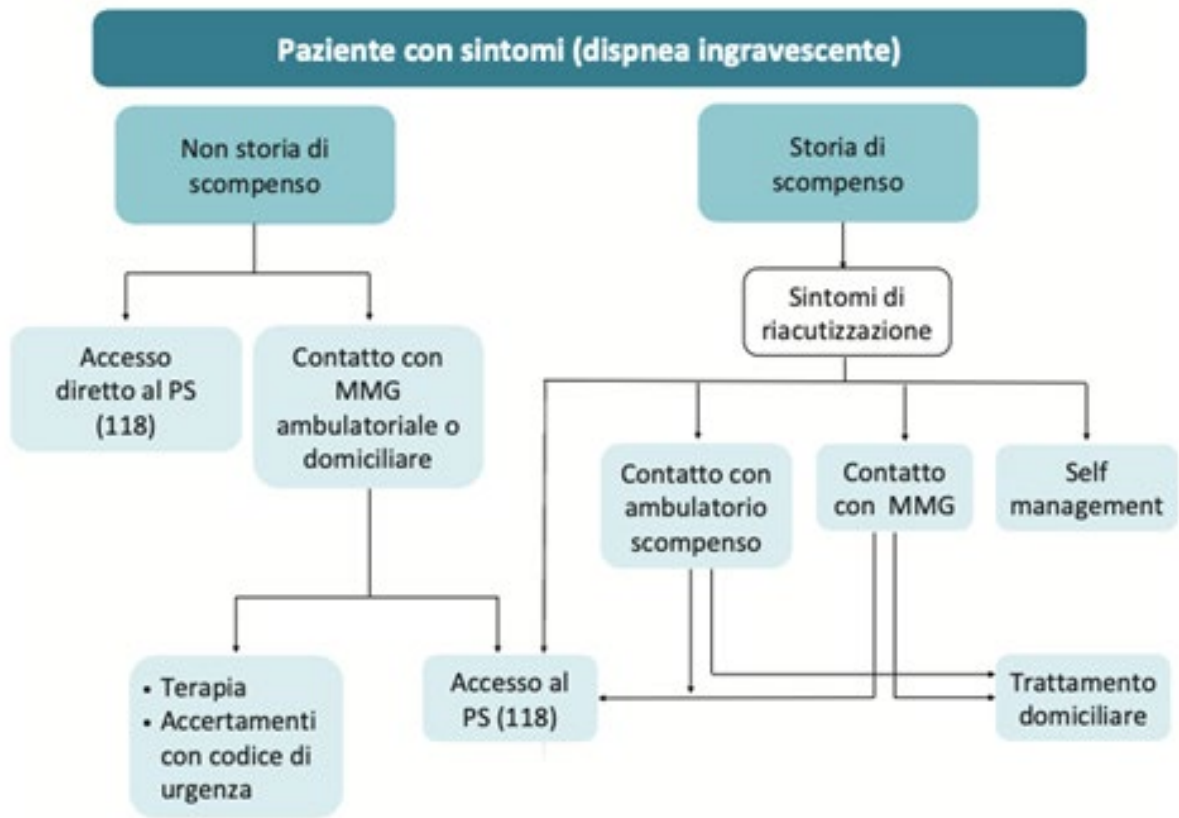 Paziente con sintomi (dispnea ingravescente)
Non storia di
scompenso
Storia di
scompenso
Sintomi di
riacutizzazione
Accesso
diretto al PS
(118)
Contatto con
MMG
ambulatoriale o
domiciliare
Contatto con
ambulatorio
scompenso
Contatto
con MMG
Self
management
• Terapia
• Accertamenti
con codice di
urgenza
Accesso al
PS (118)
Trattamento
domiciliare